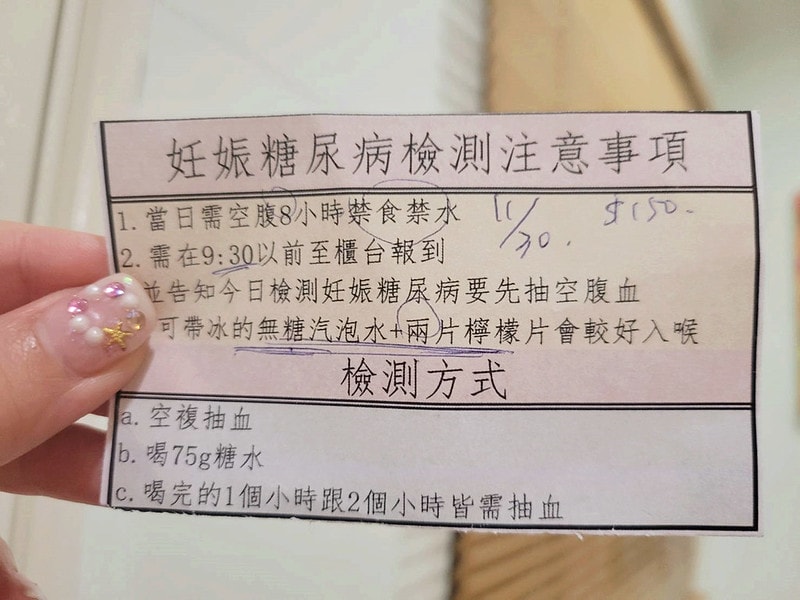 妊娠糖尿病檢測注意事項
1. 當日需空腹8小時禁食禁水 11/30. $150-
2. 需在9:30以前至櫃台報到
並告知今日檢測妊娠糖尿病要先抽空腹血
可帶冰的無糖汽泡水+兩片檸檬片會較好入喉
檢測方式
a. 空複抽血
b. 喝75g糖水
c. 喝完的1個小時跟2個小時皆需抽血